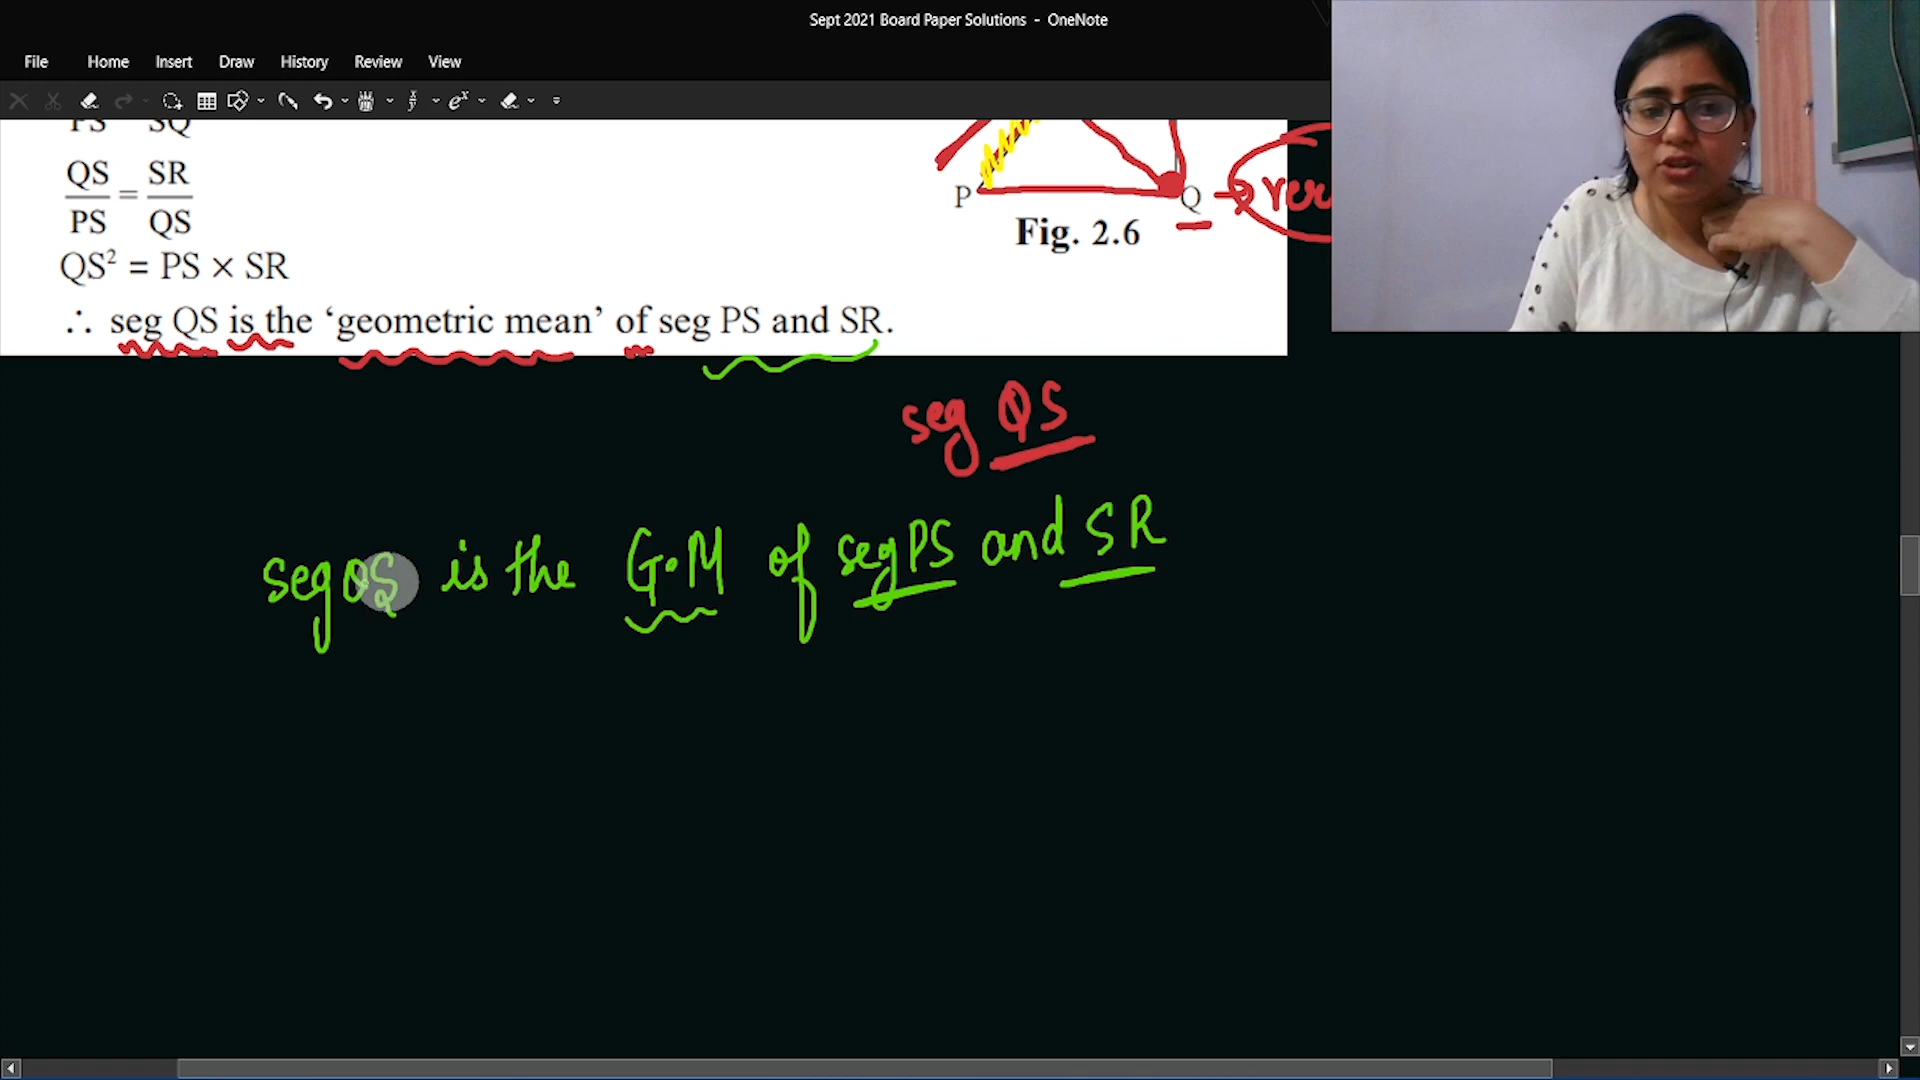 Sept 2021 Board Paper Solutions - OneNote
File Home Insert Draw History Review View
PS SQ
QS SR
=
PS QS
QS² = PS × SR
∴ seg QS is the ‘geometric mean’ of seg PS and SR.
P Q
Fig. 2.6
seg QS
seg QS is the G.M of seg PS and SR